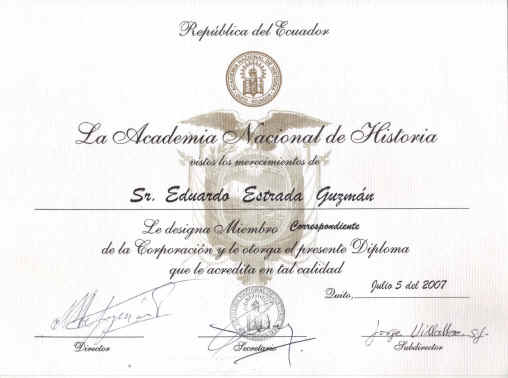 República del Ecuador
La Academia Nacional de Historia
vistos los merecimientos de
Sr. Eduardo Estrada Guzmán
Le designa Miembro Correspondiente
de la Corporación y le otorga el presente Diploma
que le acredita en tal calidad
Quito, Julio 5 del 2007
Jorge Villalba, sj.
Director Secretario Subdirector